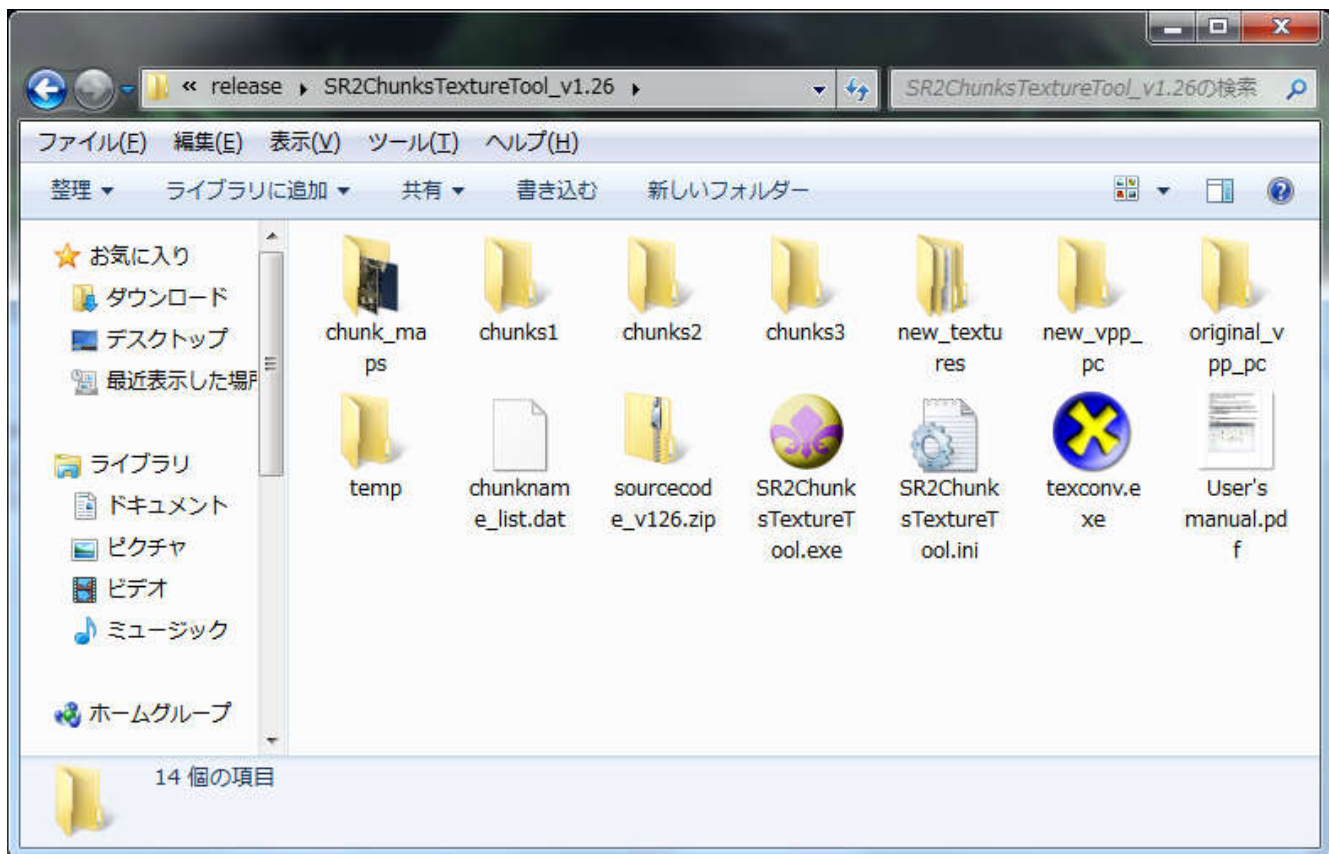 « release ▸ SR2ChunksTextureTool_v1.26 ▸
SR2ChunksTextureTool_v1.26の検索
ファイル(F) 編集(E) 表示(V) ツール(T) ヘルプ(H)
整理 ▼ ライブラリに追加 ▼ 共有 ▼ 書き込む 新しいフォルダー
お気に入り
ダウンロード
デスクトップ
最近表示した場所
ライブラリ
ドキュメント
ピクチャ
ビデオ
ミュージック
ホームグループ
chunk_ma
ps
chunks1
chunks2
chunks3
new_textu
res
new_vpp_
pc
original_v
pp_pc
temp
chunknam
e_list.dat
sourcecod
e_v126.zip
SR2Chunk
sTextureT
ool.exe
SR2Chunk
sTextureT
ool.ini
texconv.e
xe
User's
manual.pd
f
14 個の項目